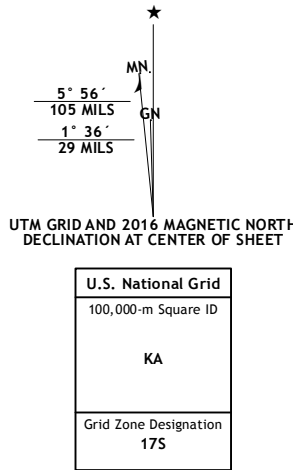 ★
MN.
5° 56´
105 MILS
GN
1° 36´
29 MILS
UTM GRID AND 2016 MAGNETIC NORTH
DECLINATION AT CENTER OF SHEET
U.S. National Grid
100,000-m Square ID
KA
Grid Zone Designation
17S